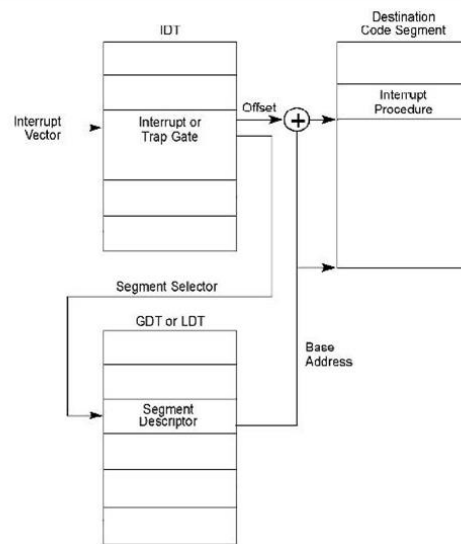 IDT
Destination
Code Segment
Interrupt
Vector
Interrupt or
Trap Gate
Offset
+
Interrupt
Procedure
Segment Selector
GDT or LDT
Base
Address
Segment
Descriptor